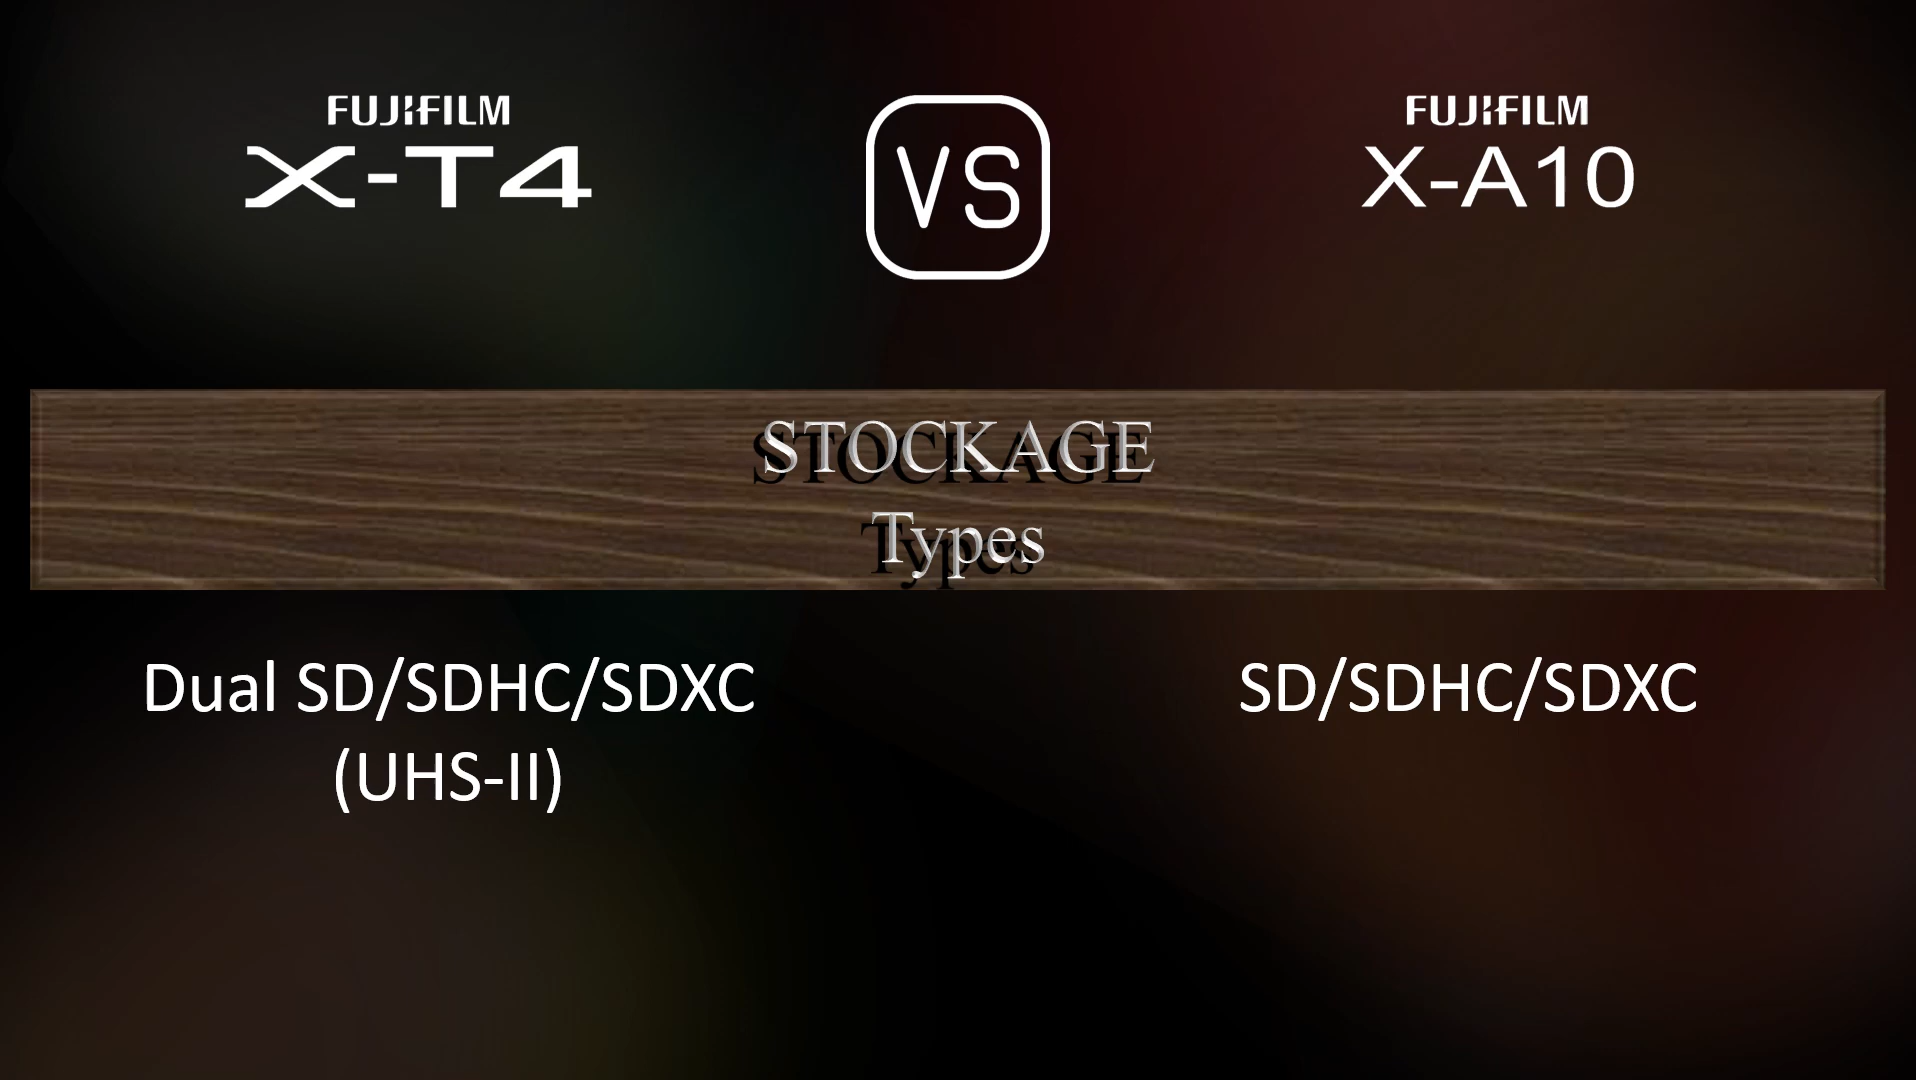 FUJIFILM
X-T4
VS
FUJIFILM
X-A10
STOCKAGE
Types
Dual SD/SDHC/SDXC
(UHS-II)
SD/SDHC/SDXC